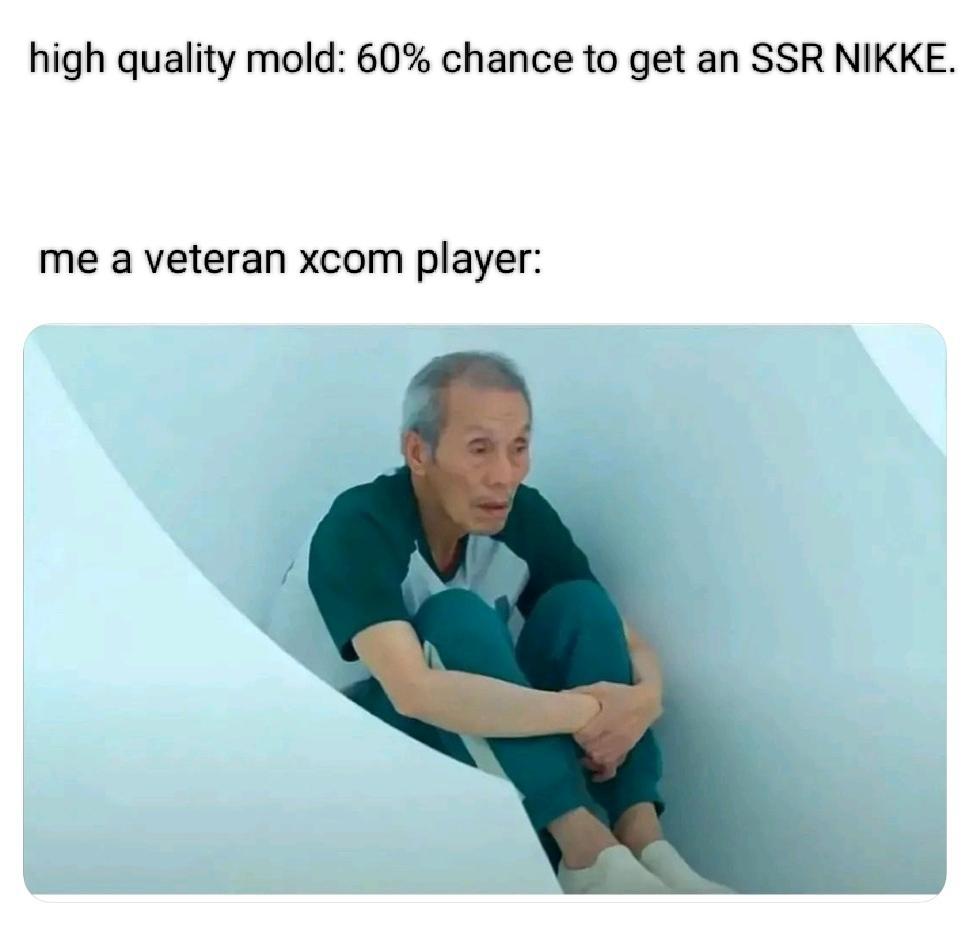 high quality mold: 60% chance to get an SSR NIKKE.
me a veteran xcom player: